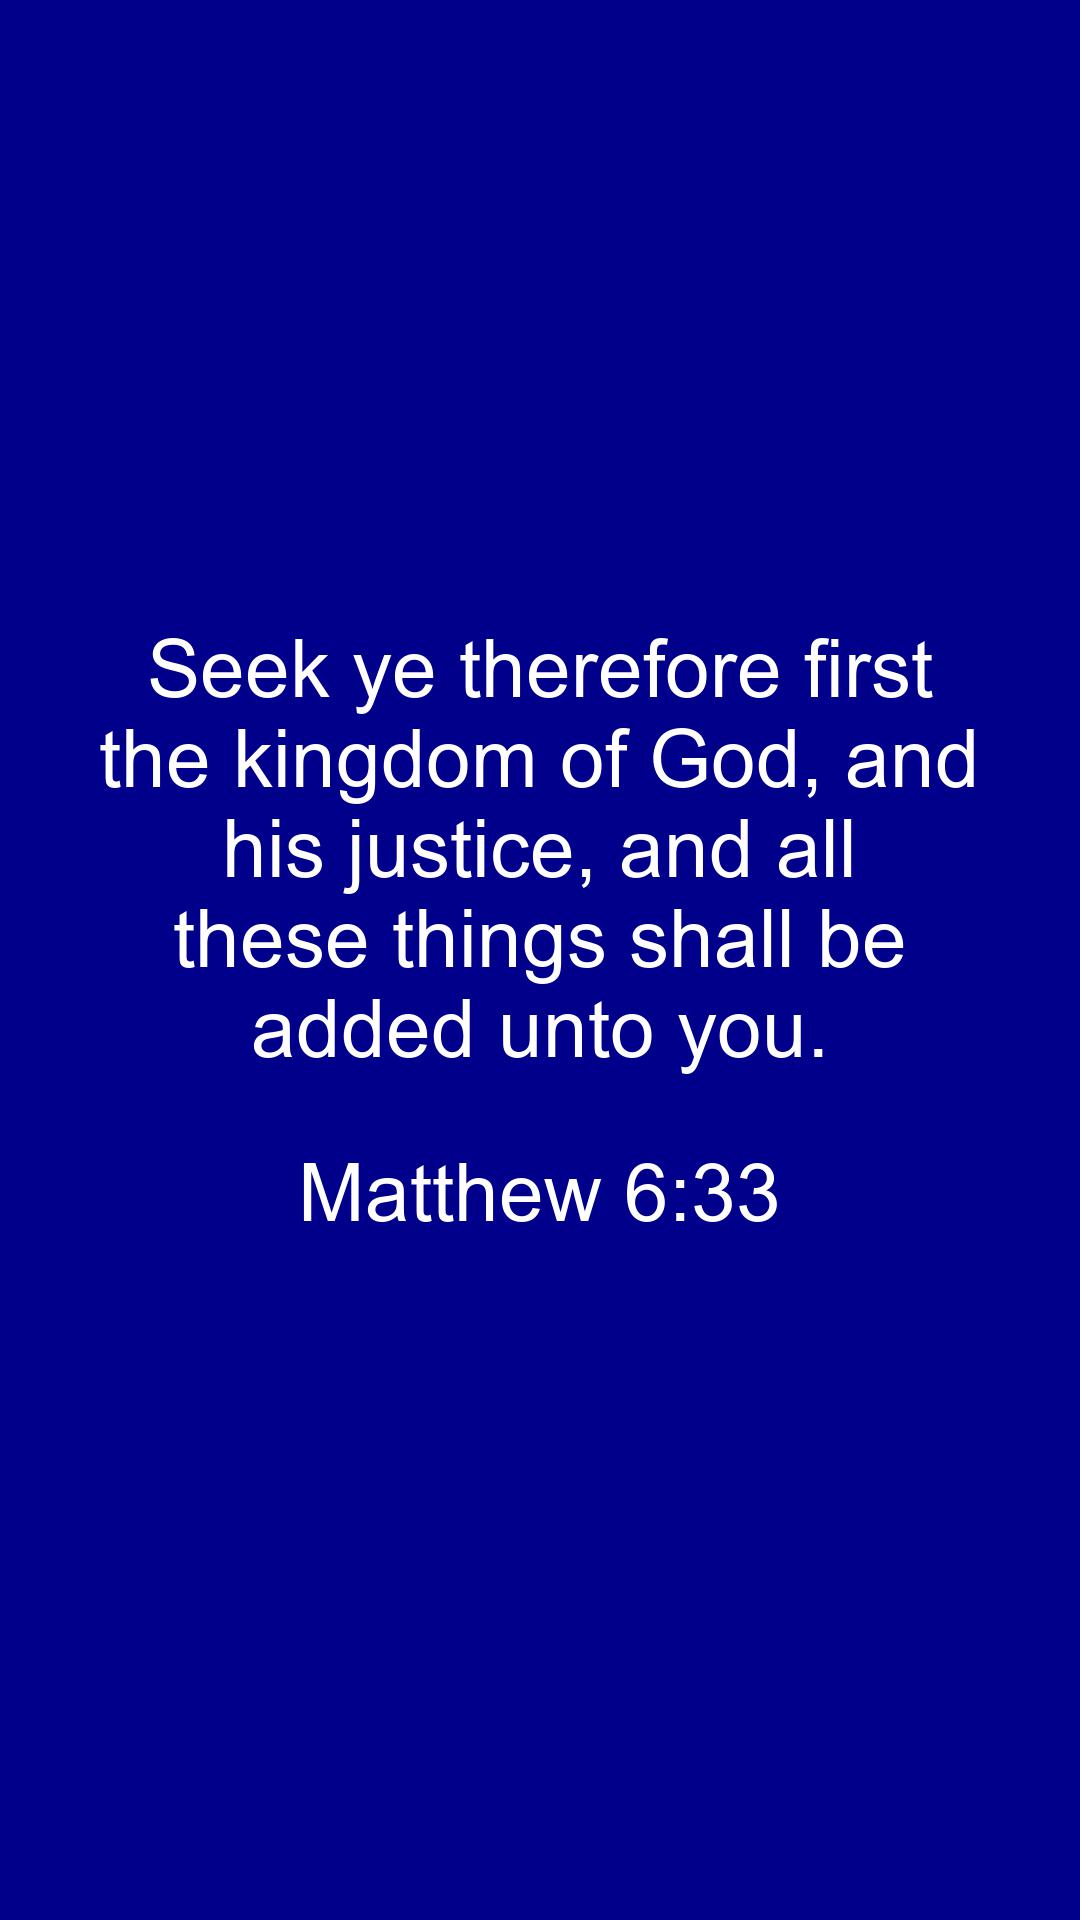 Seek ye therefore first
the kingdom of God, and
his justice, and all
these things shall be
added unto you.
Matthew 6:33